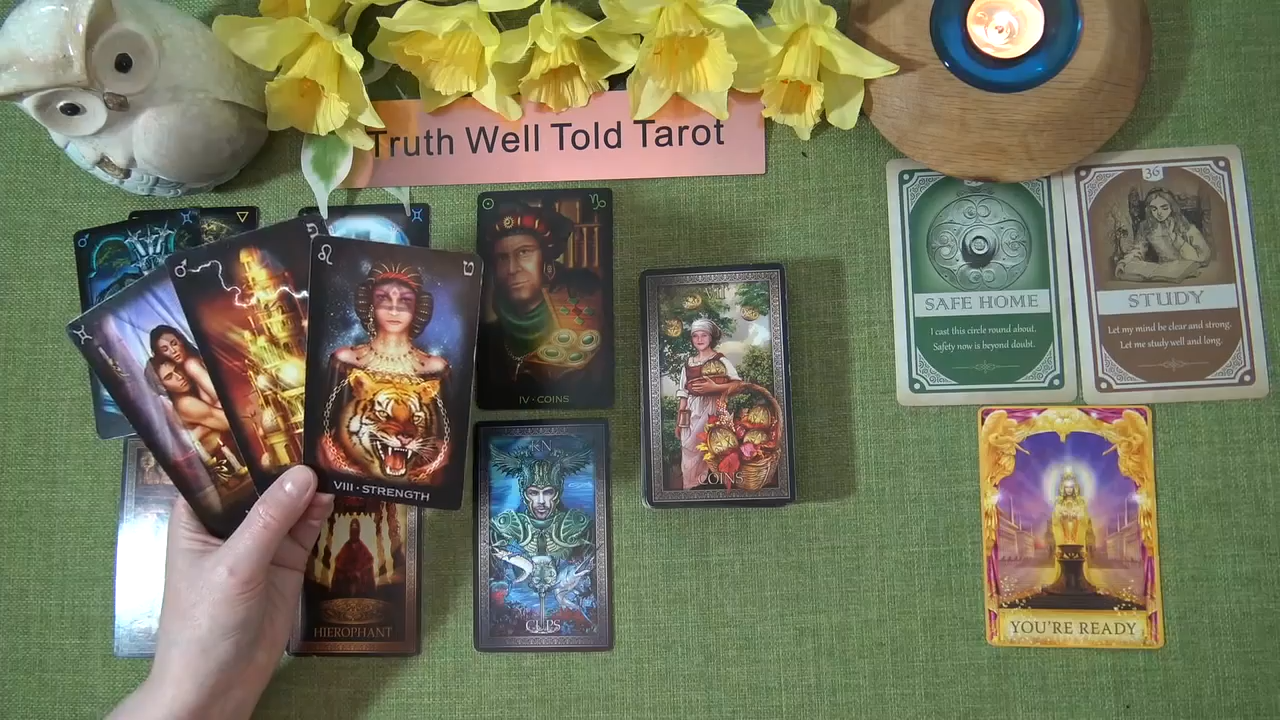 Truth Well Told Tarot
VIII · STRENGTH
IV · COINS
VII
COINS
HIEROPHANT
KN
CUPS
SAFE HOME
I cast this circle round about.
Safety now is beyond doubt.
36
STUDY
Let my mind be clear and strong.
Let me study well and long.
YOU'RE READY